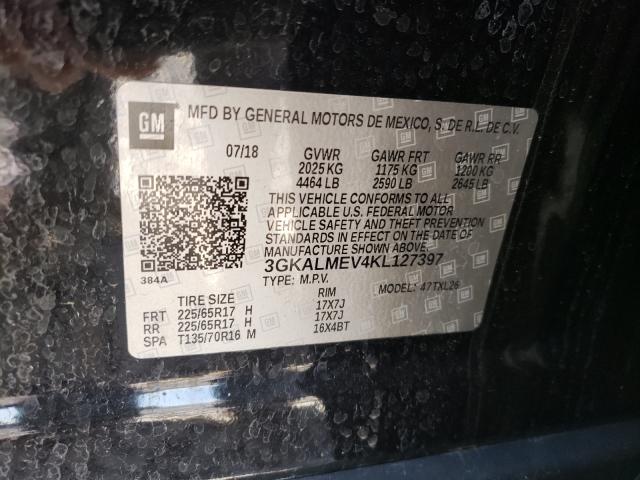 GM
MFD BY GENERAL MOTORS DE MEXICO, S. DE R.L. DE C.V.
07/18 GVWR GAWR FRT GAWR RR
2025 KG 1175 KG 1200 KG
4464 LB 2590 LB 2645 LB
THIS VEHICLE CONFORMS TO ALL
APPLICABLE U.S. FEDERAL MOTOR
VEHICLE SAFETY AND THEFT PREVENTION
STANDARDS IN EFFECT ON THE DATE OF
MANUFACTURE SHOWN ABOVE.
3GKALMEV4KL127397
384A TYPE: M.P.V. 47TXL26
TIRE SIZE RIM
FRT 225/65R17 H 17X7J
RR 225/65R17 H 17X7J
SPA T135/70R16 M 16X4BT